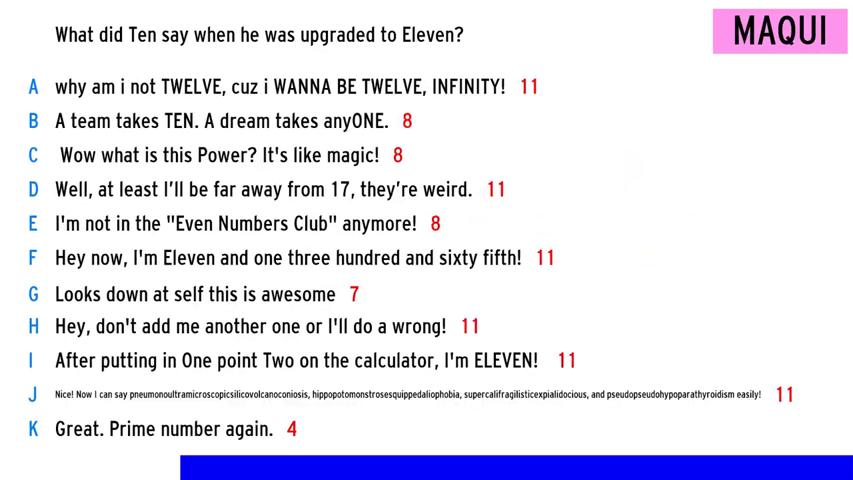 What did Ten say when he was upgraded to Eleven?
MAQUI
A why am i not TWELVE, cuz i WANNA BE TWELVE, INFINITY! 11
B A team takes TEN. A dream takes anyONE. 8
C Wow what is this Power? It's like magic! 8
D Well, at least I’ll be far away from 17, they’re weird. 11
E I'm not in the "Even Numbers Club" anymore! 8
F Hey now, I'm Eleven and one three hundred and sixty fifth! 11
G Looks down at self this is awesome 7
H Hey, don't add me another one or I'll do a wrong! 11
I After putting in One point Two on the calculator, I'm ELEVEN! 11
J Nice! Now I can say pneumonoultramicroscopicsilicovolcanoconiosis, hippopotomonstrosesquippedaliophobia, supercalifragilisticexpialidocious, and pseudopseudohypoparathyroidism easily! 11
K Great. Prime number again. 4